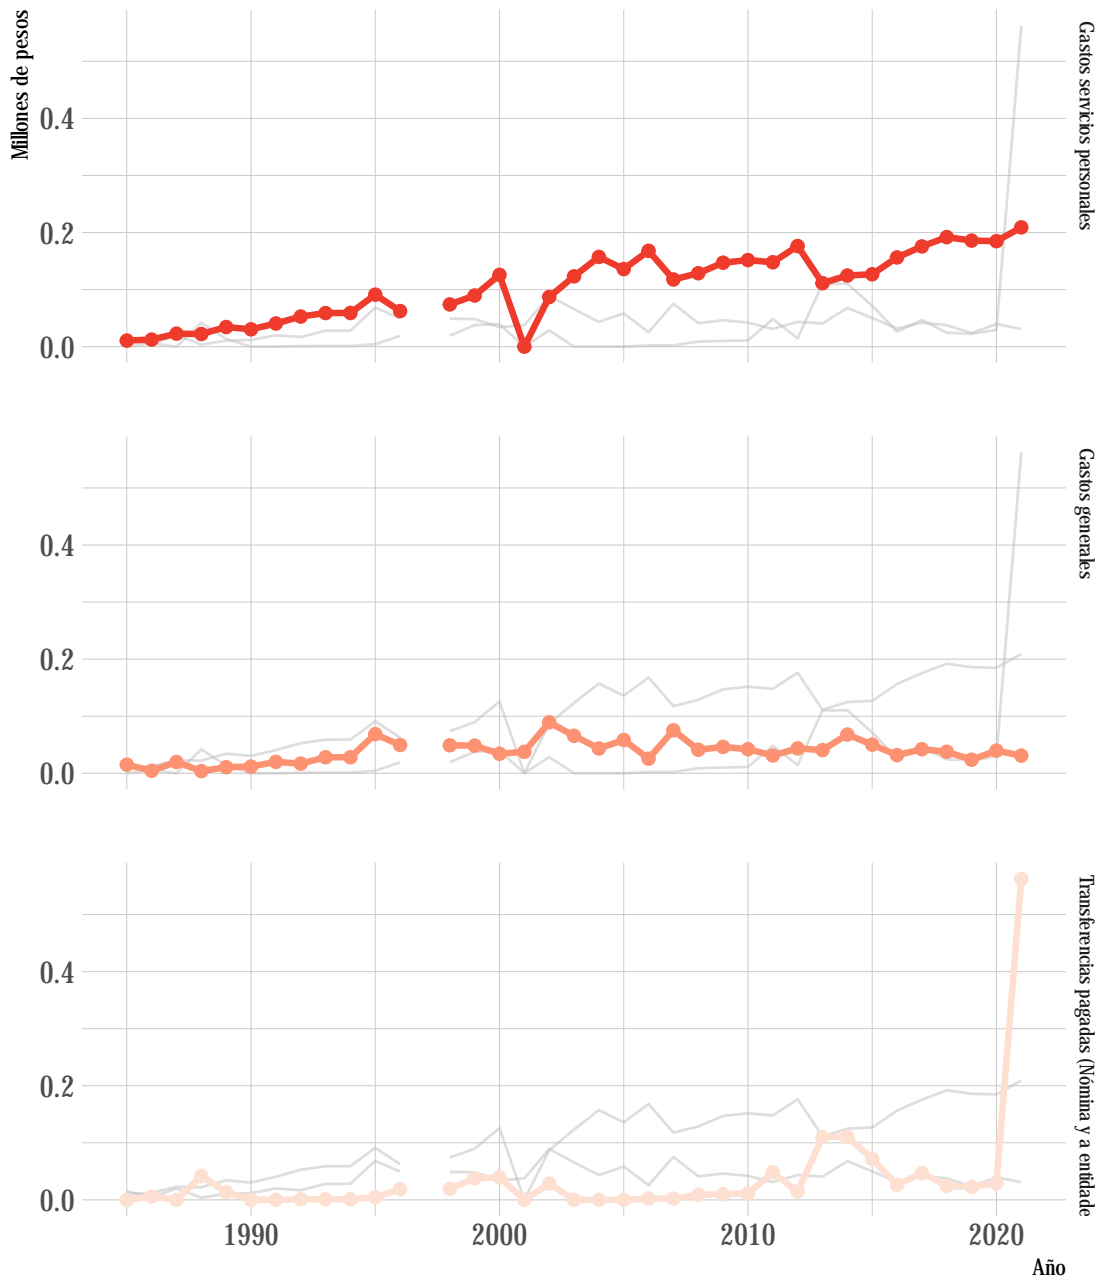 Millones de pesos
0.4
0.2
0.0
Gastos servicios personales
0.4
0.2
0.0
Gastos generales
0.4
0.2
0.0
Transferencias pagadas (Nómina y a entidade
1990
2000
2010
2020
Año